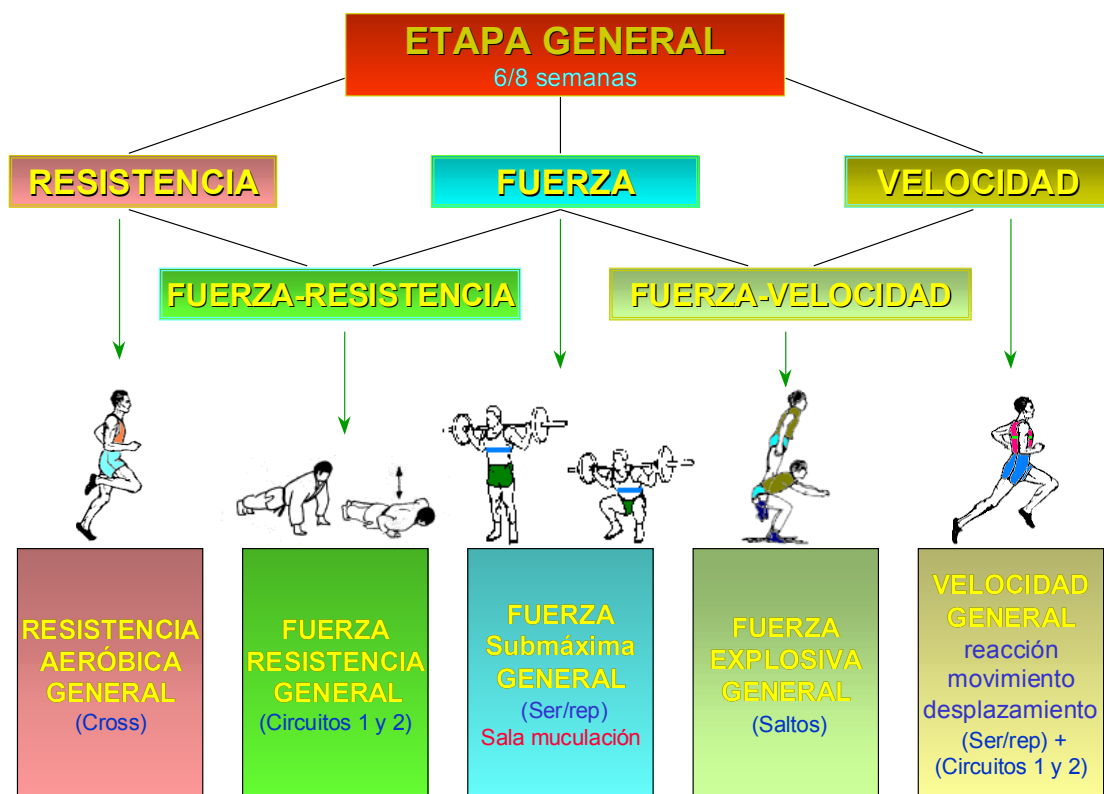 ETAPA GENERAL
6/8 semanas
RESISTENCIA
FUERZA
VELOCIDAD
FUERZA-RESISTENCIA
FUERZA-VELOCIDAD
RESISTENCIA
AERÓBICA
GENERAL
(Cross)
FUERZA
RESISTENCIA
GENERAL
(Circuitos 1 y 2)
FUERZA
Submáxima
GENERAL
(Ser/rep)
Sala muculación
FUERZA
EXPLOSIVA
GENERAL
(Saltos)
VELOCIDAD
GENERAL
reacción
movimiento
desplazamiento
(Ser/rep) +
(Circuitos 1 y 2)